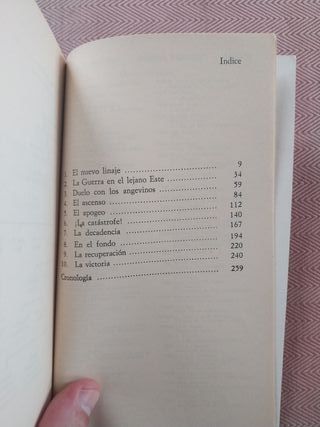 Indice
1. El nuevo linaje 9
2. La Guerra en el lejano Este 34
3. Duelo con los angevinos 59
4. El ascenso 84
5. El apogeo 112
6. ¡La catástrofe! 140
7. La decadencia 167
8. En el fondo 194
9. La recuperación 220
10. La victoria 240
Cronología 259